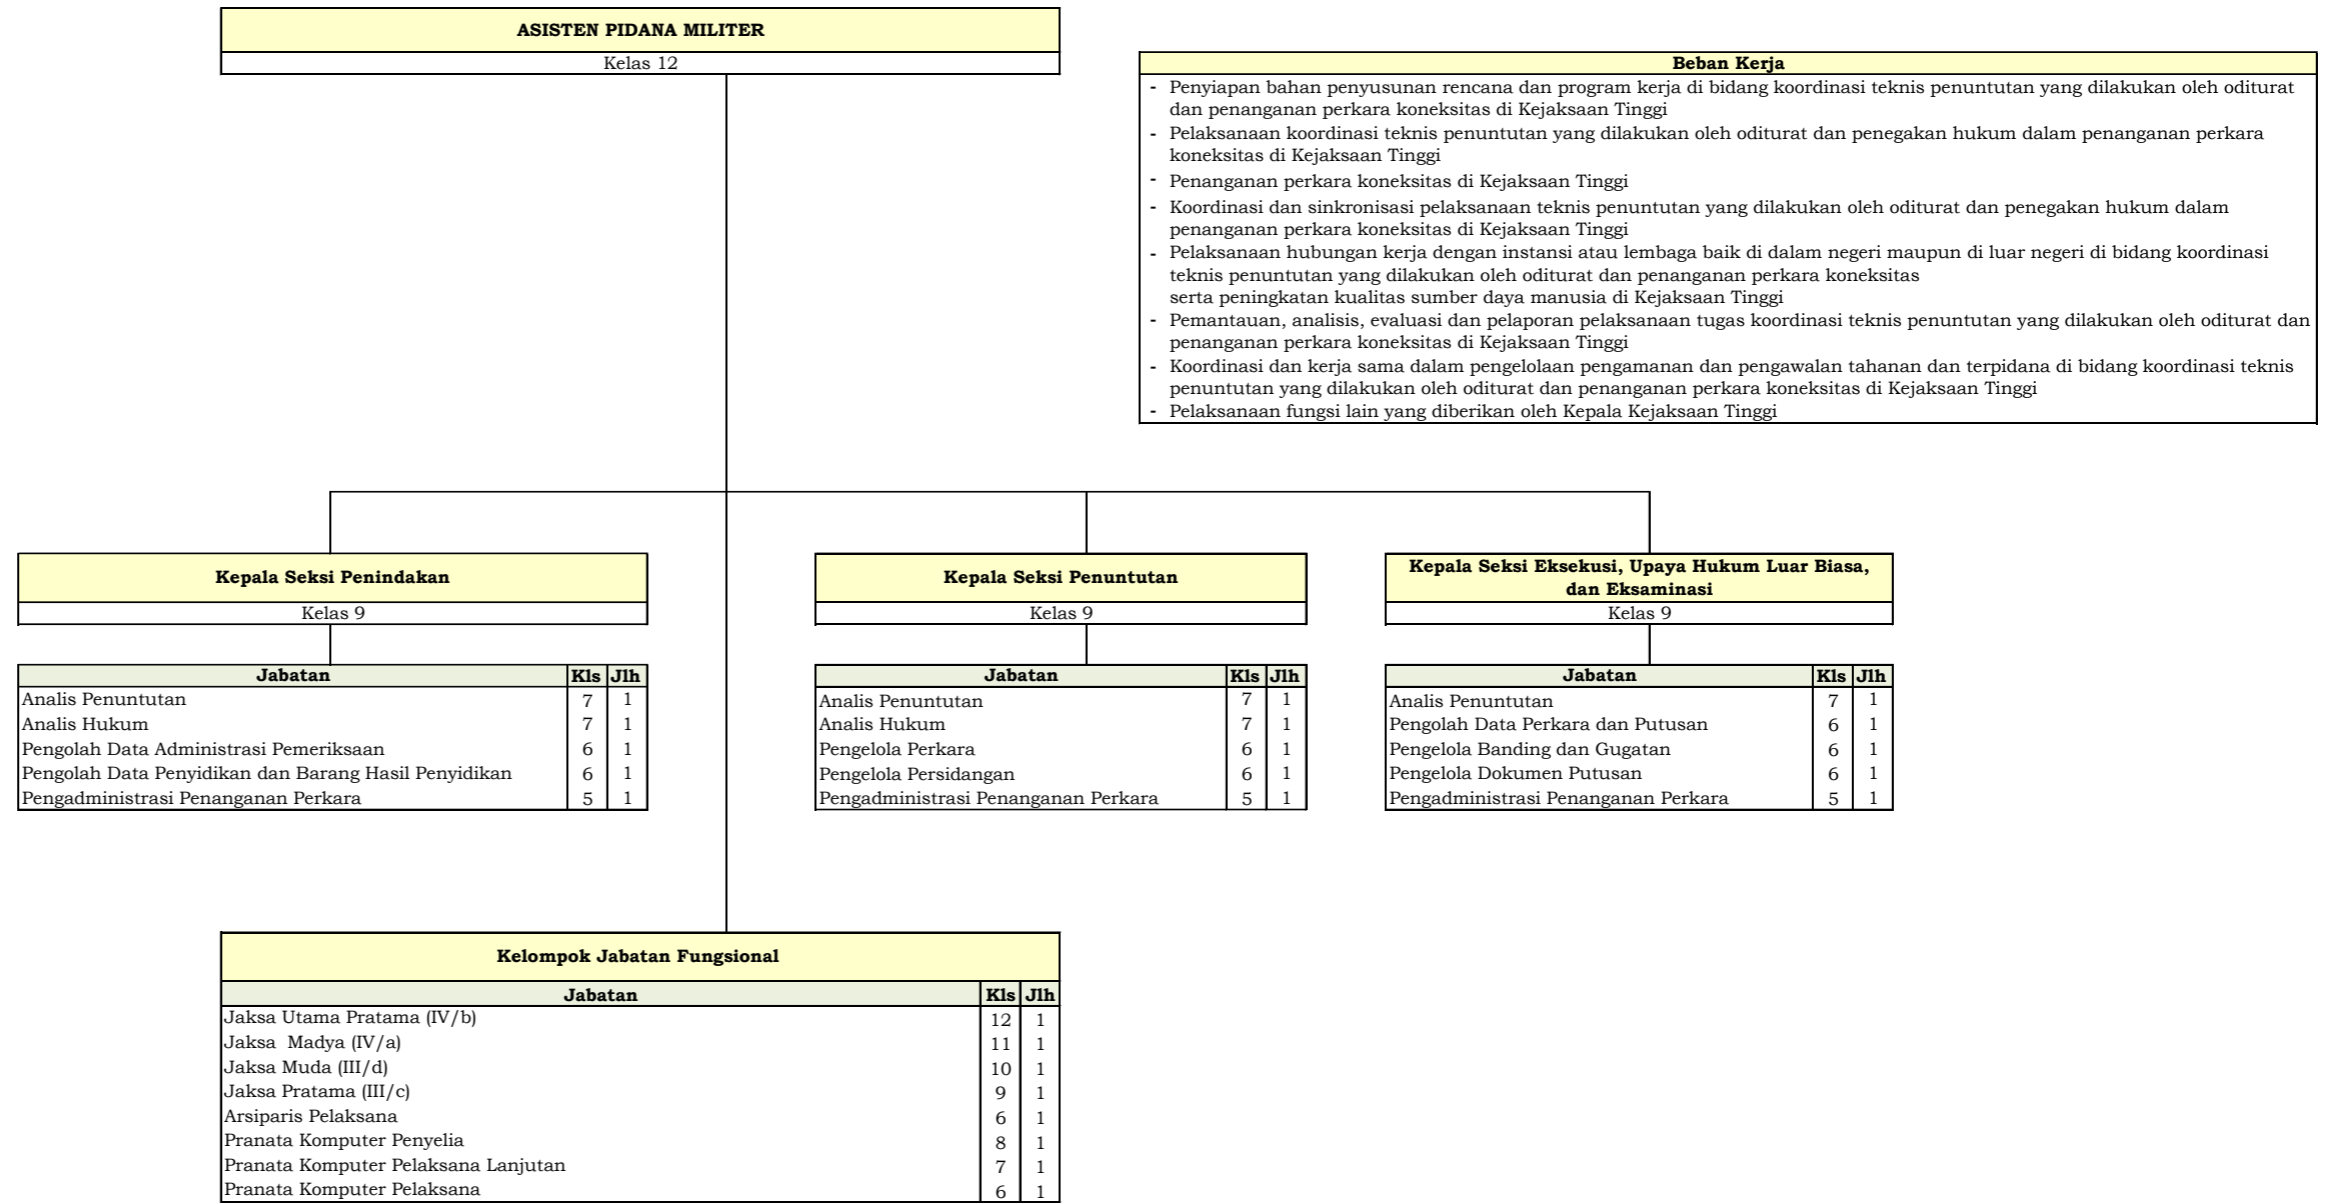 ASISTEN PIDANA MILITER
Kelas 12
Beban Kerja
- Penyiapan bahan penyusunan rencana dan program kerja di bidang koordinasi teknis penuntutan yang dilakukan oleh oditurat
dan penanganan perkara koneksitas di Kejaksaan Tinggi
- Pelaksanaan koordinasi teknis penuntutan yang dilakukan oleh oditurat dan penegakan hukum dalam penanganan perkara
koneksitas di Kejaksaan Tinggi
- Penanganan perkara koneksitas di Kejaksaan Tinggi
- Koordinasi dan sinkronisasi pelaksanaan teknis penuntutan yang dilakukan oleh oditurat dan penegakan hukum dalam
penanganan perkara koneksitas di Kejaksaan Tinggi
- Pelaksanaan hubungan kerja dengan instansi atau lembaga baik di dalam negeri maupun di luar negeri di bidang koordinasi
teknis penuntutan yang dilakukan oleh oditurat dan penanganan perkara koneksitas
serta peningkatan kualitas sumber daya manusia di Kejaksaan Tinggi
- Pemantauan, analisis, evaluasi dan pelaporan pelaksanaan tugas koordinasi teknis penuntutan yang dilakukan oleh oditurat dan
penanganan perkara koneksitas di Kejaksaan Tinggi
- Koordinasi dan kerja sama dalam pengelolaan pengamanan dan pengawalan tahanan dan terpidana di bidang koordinasi teknis
penuntutan yang dilakukan oleh oditurat dan penanganan perkara koneksitas di Kejaksaan Tinggi
- Pelaksanaan fungsi lain yang diberikan oleh Kepala Kejaksaan Tinggi
Kepala Seksi Penindakan
Kelas 9
Jabatan Kls Jlh
Analis Penuntutan 7 1
Analis Hukum 7 1
Pengolah Data Administrasi Pemeriksaan 6 1
Pengolah Data Penyidikan dan Barang Hasil Penyidikan 6 1
Pengadministrasi Penanganan Perkara 5 1
Kepala Seksi Penuntutan
Kelas 9
Jabatan Kls Jlh
Analis Penuntutan 7 1
Analis Hukum 7 1
Pengelola Perkara 6 1
Pengelola Persidangan 6 1
Pengadministrasi Penanganan Perkara 5 1
Kepala Seksi Eksekusi, Upaya Hukum Luar Biasa,
dan Eksaminasi
Kelas 9
Jabatan Kls Jlh
Analis Penuntutan 7 1
Pengolah Data Perkara dan Putusan 6 1
Pengelola Banding dan Gugatan 6 1
Pengelola Dokumen Putusan 6 1
Pengadministrasi Penanganan Perkara 5 1
Kelompok Jabatan Fungsional
Jabatan Kls Jlh
Jaksa Utama Pratama (IV/b) 12 1
Jaksa  Madya (IV/a) 11 1
Jaksa Muda (III/d) 10 1
Jaksa Pratama (III/c) 9 1
Arsiparis Pelaksana 6 1
Pranata Komputer Penyelia 8 1
Pranata Komputer Pelaksana Lanjutan 7 1
Pranata Komputer Pelaksana 6 1